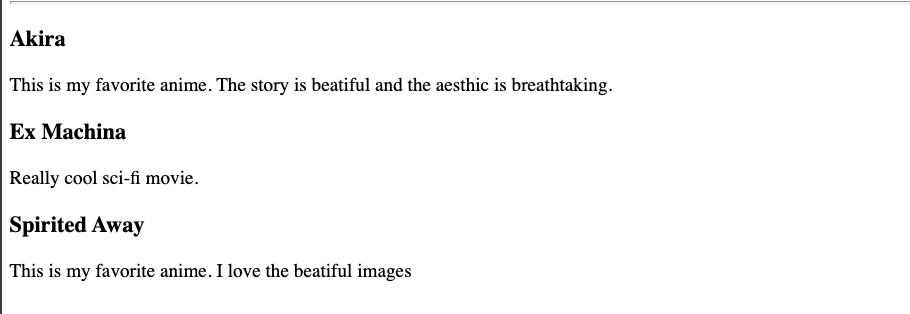 Akira
This is my favorite anime. The story is beatiful and the aesthic is breathtaking.
Ex Machina
Really cool sci-fi movie.
Spirited Away
This is my favorite anime. I love the beatiful images